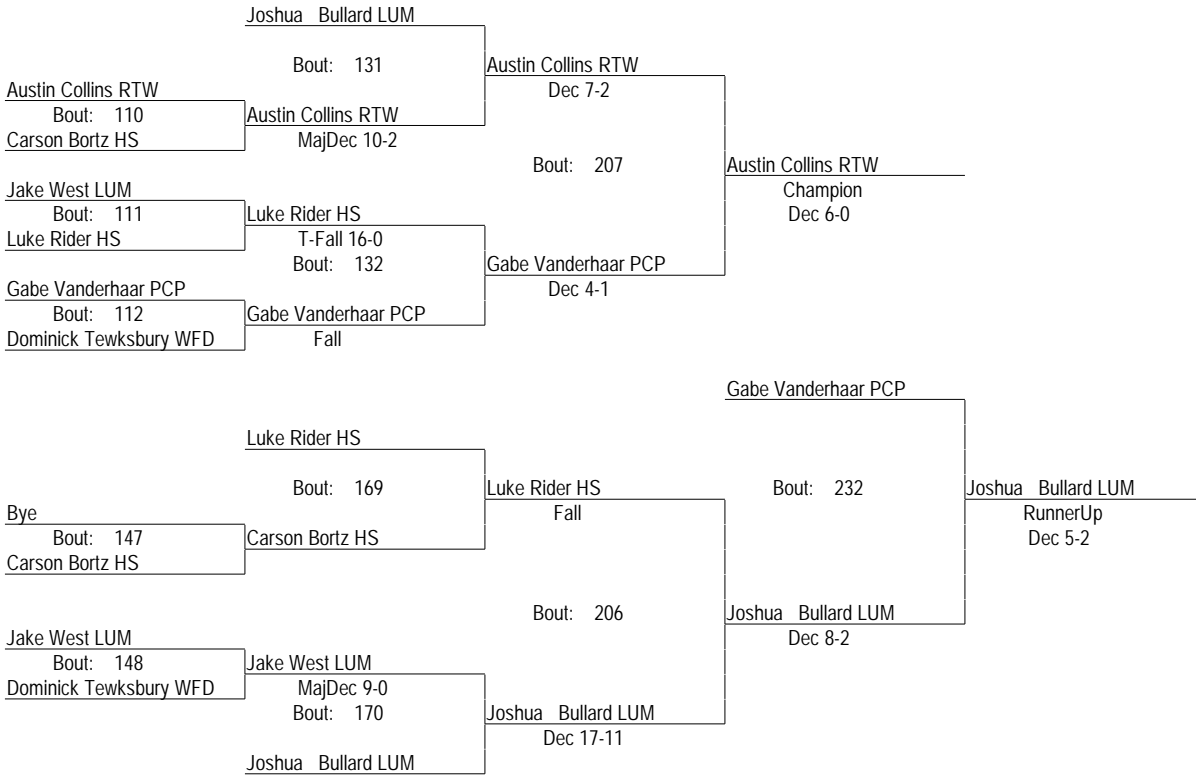 Joshua   Bullard LUM
Bout:   131
Austin Collins RTW
Dec 7-2
Austin Collins RTW
Bout:   110
Carson Bortz HS
Austin Collins RTW
MajDec 10-2
Bout:   207
Austin Collins RTW
Champion
Dec 6-0
Jake West LUM
Bout:   111
Luke Rider HS
Luke Rider HS
T-Fall 16-0
Bout:   132
Gabe Vanderhaar PCP
Dec 4-1
Gabe Vanderhaar PCP
Bout:   112
Dominick Tewksbury WFD
Gabe Vanderhaar PCP
Fall
Gabe Vanderhaar PCP
Luke Rider HS
Bout:   169
Luke Rider HS
Fall
Bout:   232
Joshua   Bullard LUM
RunnerUp
Dec 5-2
Bye
Bout:   147
Carson Bortz HS
Carson Bortz HS
Bout:   206
Joshua   Bullard LUM
Dec 8-2
Jake West LUM
Bout:   148
Dominick Tewksbury WFD
Jake West LUM
MajDec 9-0
Bout:   170
Joshua   Bullard LUM
Dec 17-11
Joshua   Bullard LUM